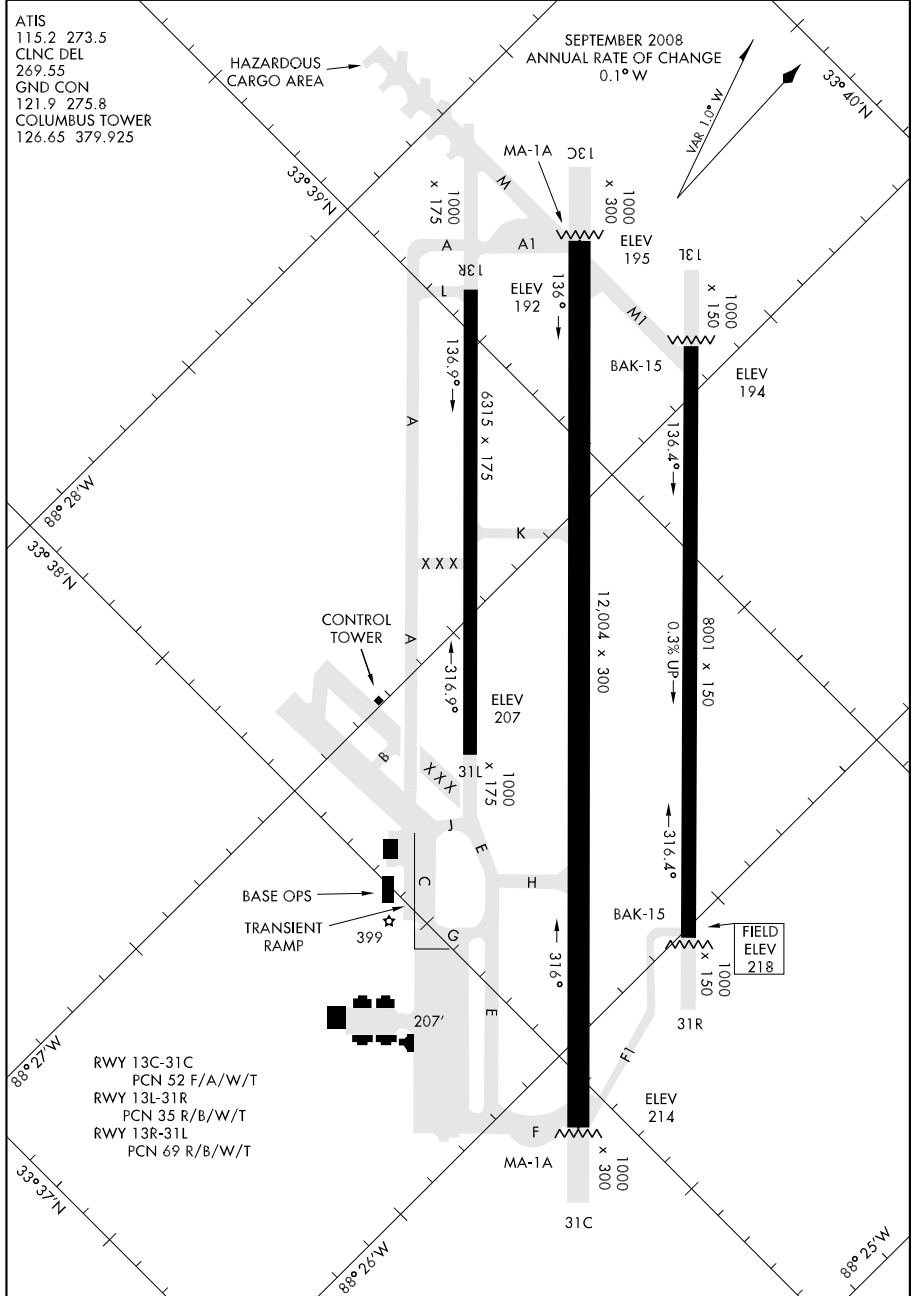 ATIS
115.2 273.5
CLNC DEL
269.55
GND CON
121.9 275.8
COLUMBUS TOWER
126.65 379.925
HAZARDOUS
CARGO AREA
SEPTEMBER 2008
ANNUAL RATE OF CHANGE
0.1° W
VAR 1.0° W
33° 40'N
33° 39'N
MA-1A
13C
1000
x 300
M
1000
x 175
A
A1
ELEV
195
13R
13L
1000
x 150
L
ELEV
192
136°
M1
BAK-15
ELEV
194
136.9°
6315 x 175
136.4°
A
88° 28'W
K
33° 38'N
X X X
12,004 x 300
8001 x 150
0.3% UP
CONTROL
TOWER
A
316.9°
ELEV
207
B
XXX
31L
1000
x 175
J
E
316.4°
C
H
BASE OPS
TRANSIENT
RAMP
399
G
BAK-15
FIELD
ELEV
218
316°
1000
x 150
31R
207'
E
F1
88° 27'W
RWY 13C-31C
PCN 52 F/A/W/T
RWY 13L-31R
PCN 35 R/B/W/T
RWY 13R-31L
PCN 69 R/B/W/T
ELEV
214
F
MA-1A
1000
x 300
33° 37'N
31C
88° 26'W
88° 25'W